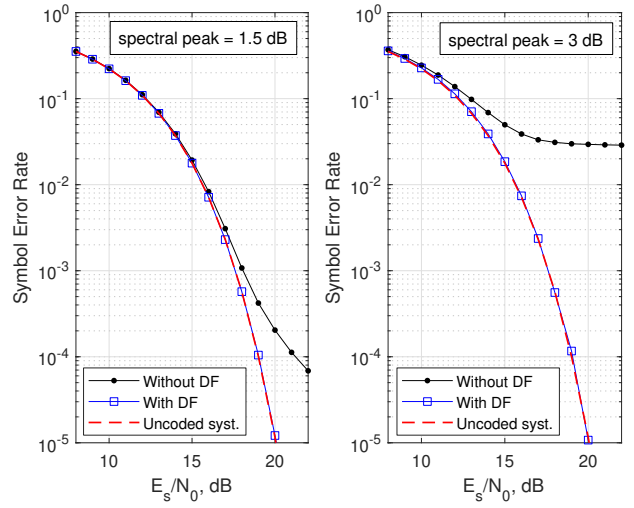 spectral peak = 1.5 dB
Symbol Error Rate
10^0
10^-1
10^-2
10^-3
10^-4
10^-5
Without DF
With DF
Uncoded syst.
10
15
20
E_s/N_0, dB
spectral peak = 3 dB
Symbol Error Rate
10^0
10^-1
10^-2
10^-3
10^-4
10^-5
Without DF
With DF
Uncoded syst.
10
15
20
E_s/N_0, dB